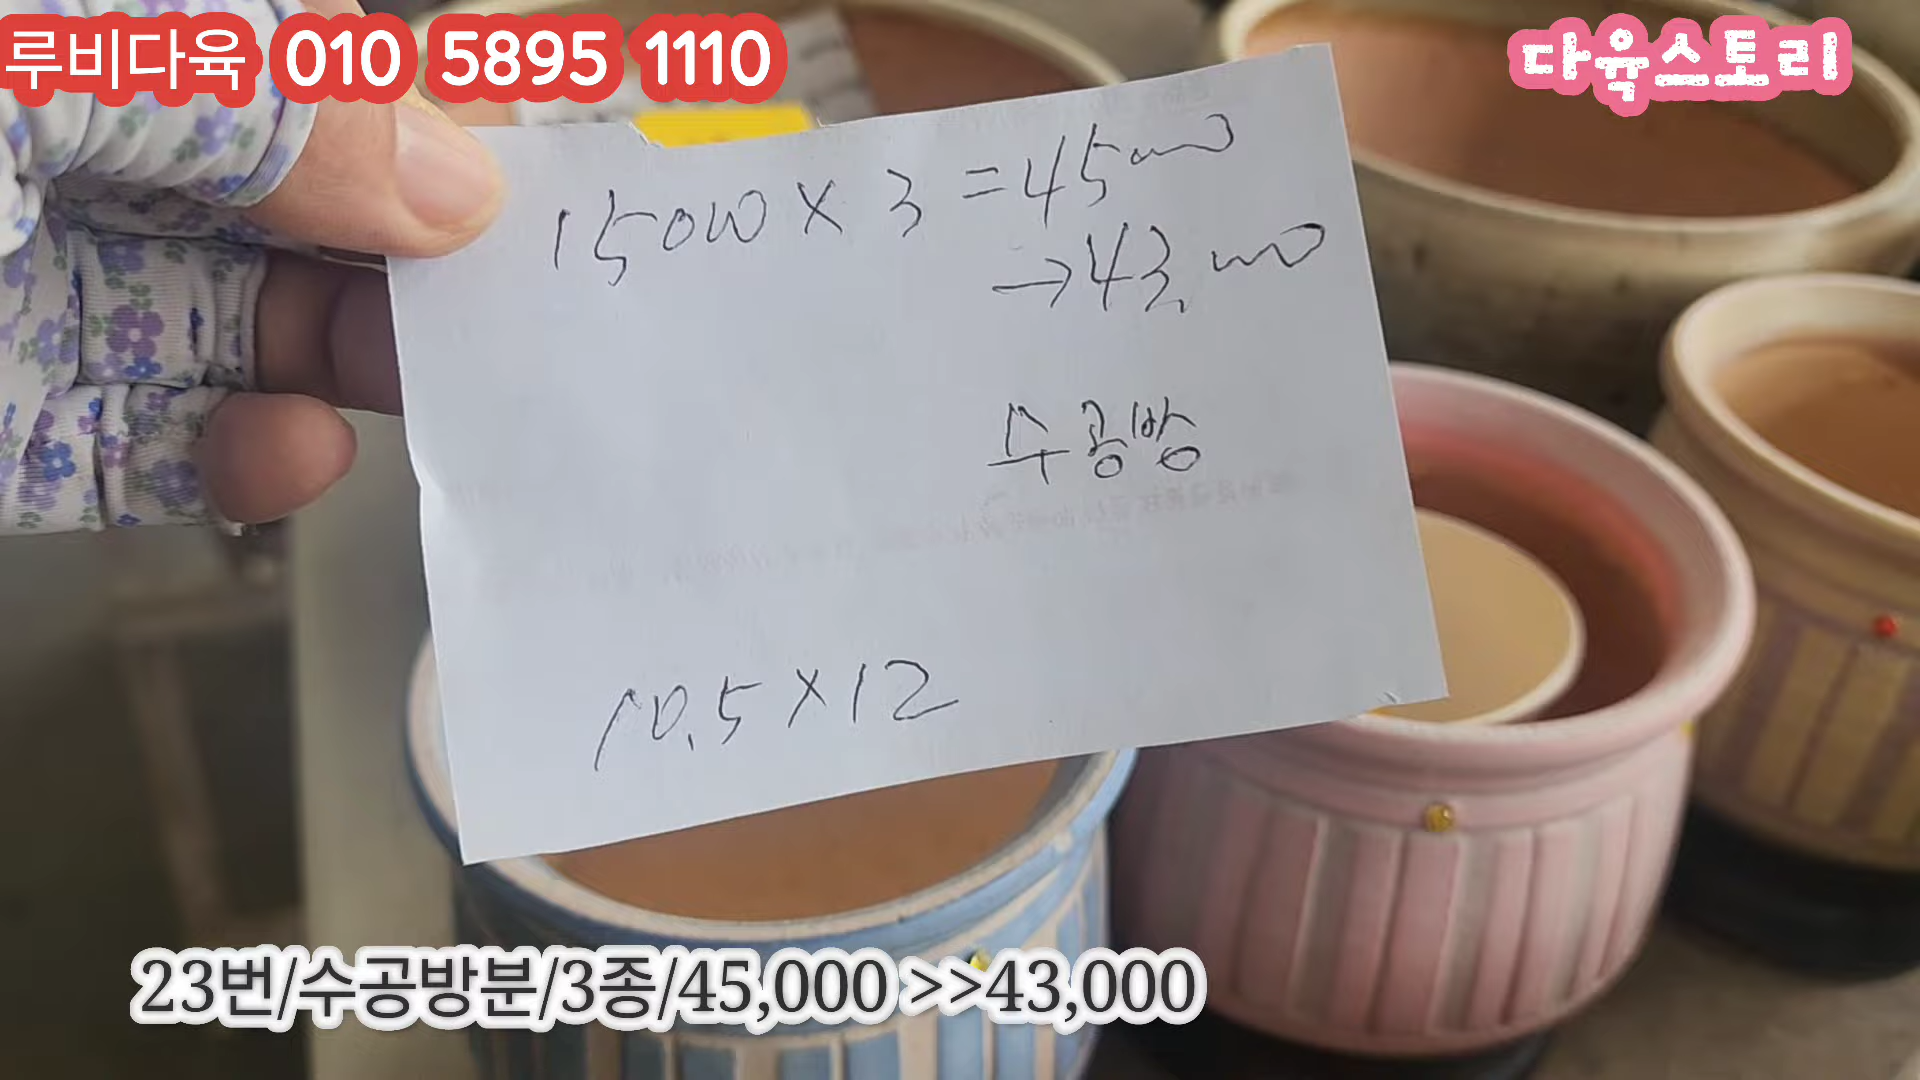 루비다육 010 5895 1110
다육스토리
15000 X 3 = 45000
→ 43,000
수공방
10.5 X 12
23번/수공방분/3종/45,000 >>43,000